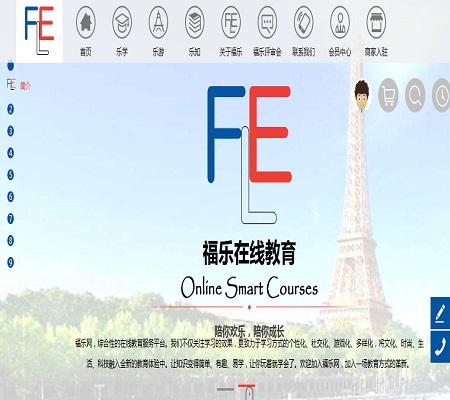 FLE
首页 乐学 乐游 乐知 关于福乐 福乐评审会 联系我们 会员中心 商家入驻
FLE 简介
2
3
4
5
6
7
8
9
FLE
福乐在线教育
Online Smart Courses
陪你欢乐，陪你成长
福乐网，综合性的在线教育服务平台。我们不仅关注学习的效果，更致力于学习方式的个性化、社交化、游戏化、多样化，将文化、时尚、生
活、科技融入全新的教育体验中。让知识变得简单、有趣、易学，让你玩着就学会了。欢迎加入福乐网，加入一场教育方式的革新。